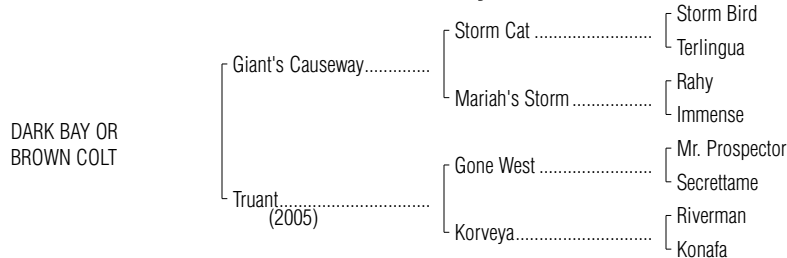 Storm Bird
Storm Cat ........................
Terlingua
Giant's Causeway..............
Rahy
Mariah's Storm .................
Immense
DARK BAY OR
BROWN COLT
Mr. Prospector
Gone West ........................
Secrettame
Truant................................
(2005)
Riverman
Korveya.............................
Konafa